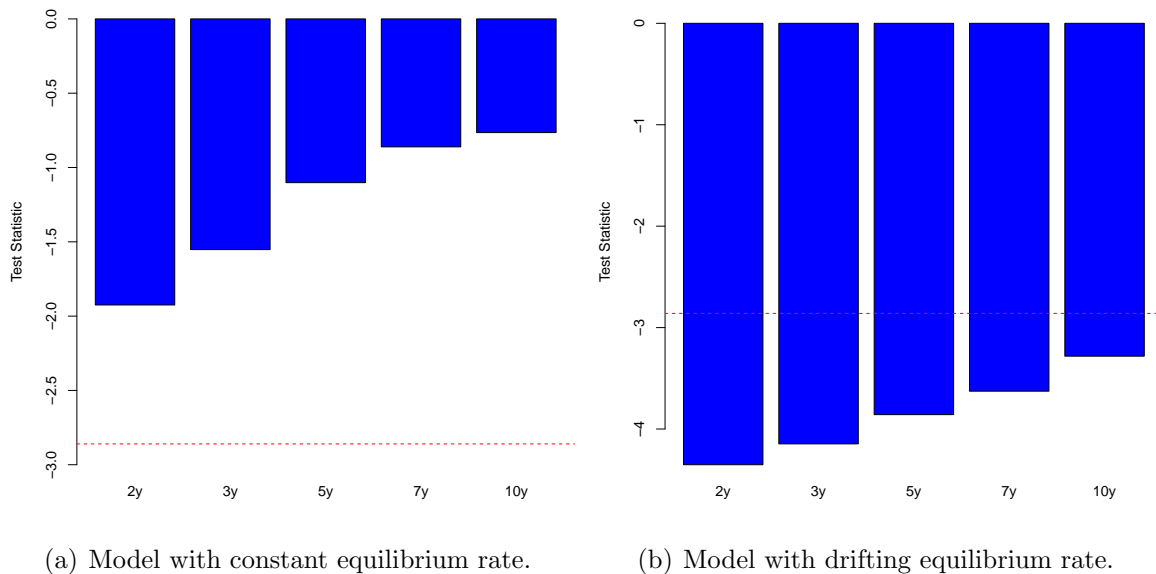 0.0
−0.5
−1.0
−1.5
−2.0
−2.5
−3.0
Test Statistic
2y 3y 5y 7y 10y
0
−1
−2
−3
−4
Test Statistic
2y 3y 5y 7y 10y
(a) Model with constant equilibrium rate.
(b) Model with drifting equilibrium rate.